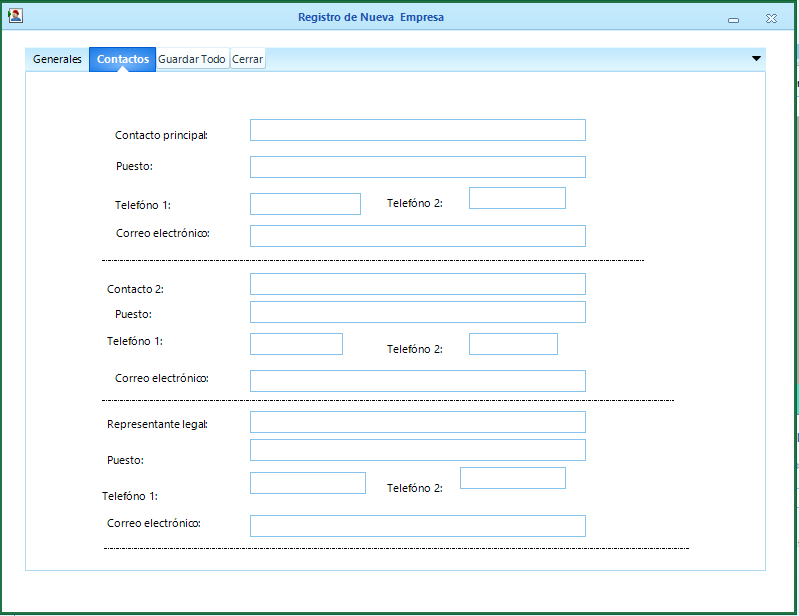 Registro de Nueva Empresa
Generales Contactos Guardar Todo Cerrar
Contacto principal:
Puesto:
Telefóno 1: Telefóno 2:
Correo electrónico:
Contacto 2:
Puesto:
Telefóno 1: Telefóno 2:
Correo electrónico:
Representante legal:
Puesto:
Telefóno 1: Telefóno 2:
Correo electrónico: